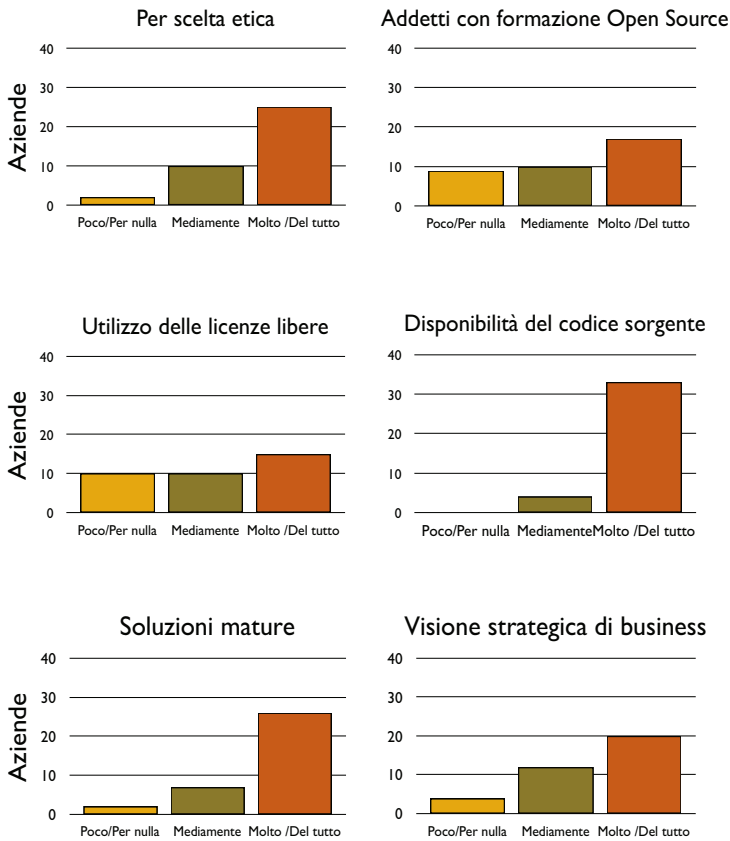 Per scelta etica
40
30
20
10
0
Aziende
Poco/Per nulla Mediamente Molto /Del tutto
Addetti con formazione Open Source
40
30
20
10
0
Poco/Per nulla Mediamente Molto /Del tutto
Utilizzo delle licenze libere
40
30
20
10
0
Aziende
Poco/Per nulla Mediamente Molto /Del tutto
Disponibilità del codice sorgente
40
30
20
10
0
Poco/Per nulla MediamenteMolto /Del tutto
Soluzioni mature
40
30
20
10
0
Aziende
Poco/Per nulla Mediamente Molto /Del tutto
Visione strategica di business
40
30
20
10
0
Poco/Per nulla Mediamente Molto /Del tutto